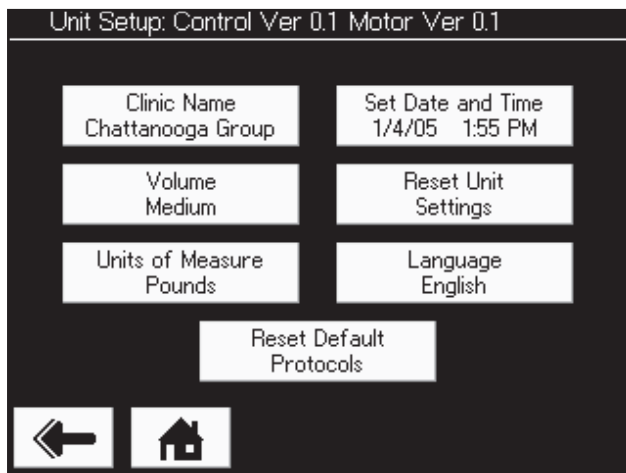 Unit Setup: Control Ver 0.1 Motor Ver 0.1
Clinic Name
Chattanooga Group
Set Date and Time
1/4/05 1:55 PM
Volume
Medium
Reset Unit
Settings
Units of Measure
Pounds
Language
English
Reset Default
Protocols